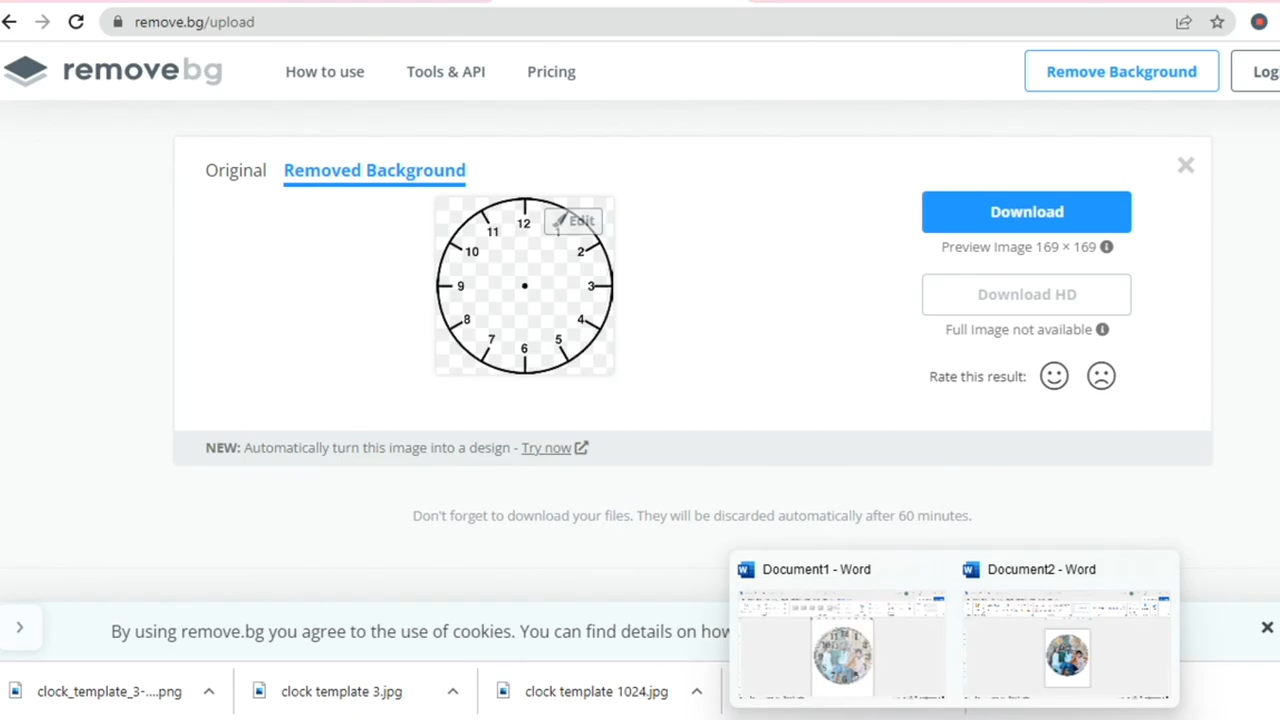 remove.bg/upload
removebg
How to use
Tools & API
Pricing
Remove Background
Logi
Original
Removed Background
Edit
12
11
10
9
8
7
6
5
4
3
2
Download
Preview Image 169 × 169
Download HD
Full Image not available
Rate this result:
NEW: Automatically turn this image into a design - Try now
Don't forget to download your files. They will be discarded automatically after 60 minutes.
Document1 - Word
Document2 - Word
By using remove.bg you agree to the use of cookies. You can find details on how
clock_template_3-....png
clock template 3.jpg
clock template 1024.jpg